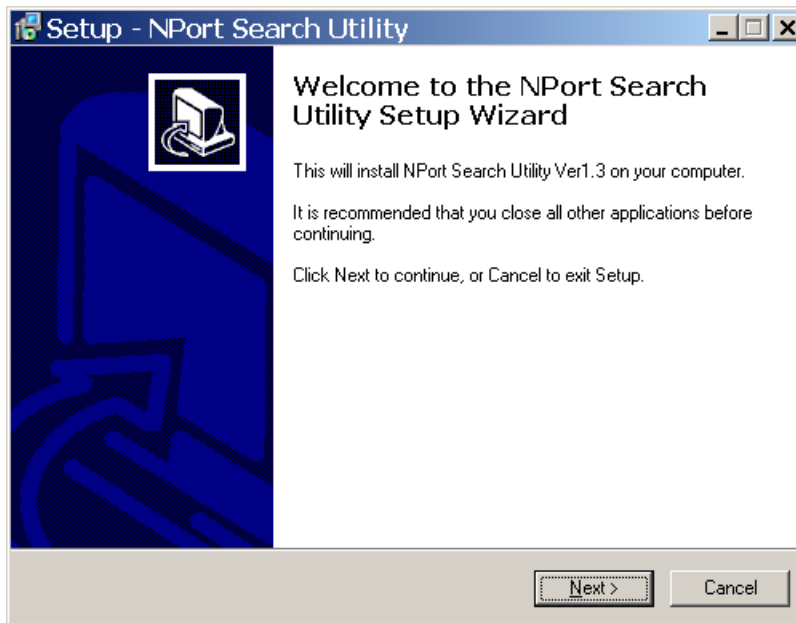 Setup - NPort Search Utility
Welcome to the NPort Search
Utility Setup Wizard
This will install NPort Search Utility Ver1.3 on your computer.
It is recommended that you close all other applications before
continuing.
Click Next to continue, or Cancel to exit Setup.
Next >
Cancel